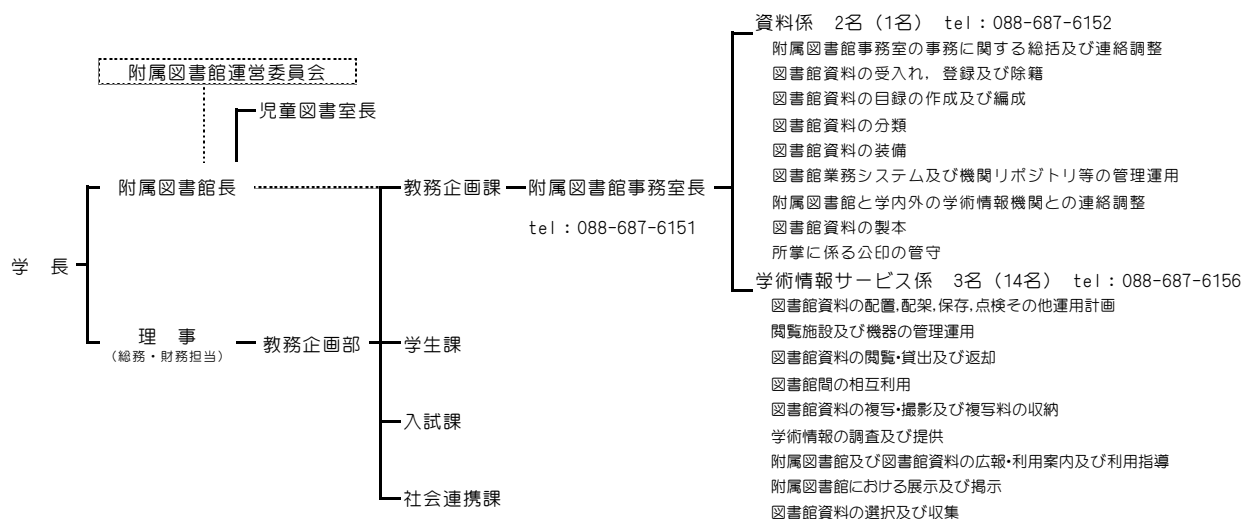 附属図書館運営委員会
児童図書室長
学 長
附属図書館長
理 事
(総務・財務担当)
教務企画部
教務企画課
学生課
入試課
社会連携課
附属図書館事務室長
tel:088-687-6151
資料係 2名(1名) tel:088-687-6152
附属図書館事務室の事務に関する総括及び連絡調整
図書館資料の受入れ,登録及び除籍
図書館資料の目録の作成及び編成
図書館資料の分類
図書館資料の装備
図書館業務システム及び機関リポジトリ等の管理運用
附属図書館と学内外の学術情報機関との連絡調整
図書館資料の製本
所掌に係る公印の管守
学術情報サービス係 3名(14名) tel:088-687-6156
図書館資料の配置,配架,保存,点検その他運用計画
閲覧施設及び機器の管理運用
図書館資料の閲覧・貸出及び返却
図書館間の相互利用
図書館資料の複写・撮影及び複写料の収納
学術情報の調査及び提供
附属図書館及び図書館資料の広報・利用案内及び利用指導
附属図書館における展示及び掲示
図書館資料の選択及び収集